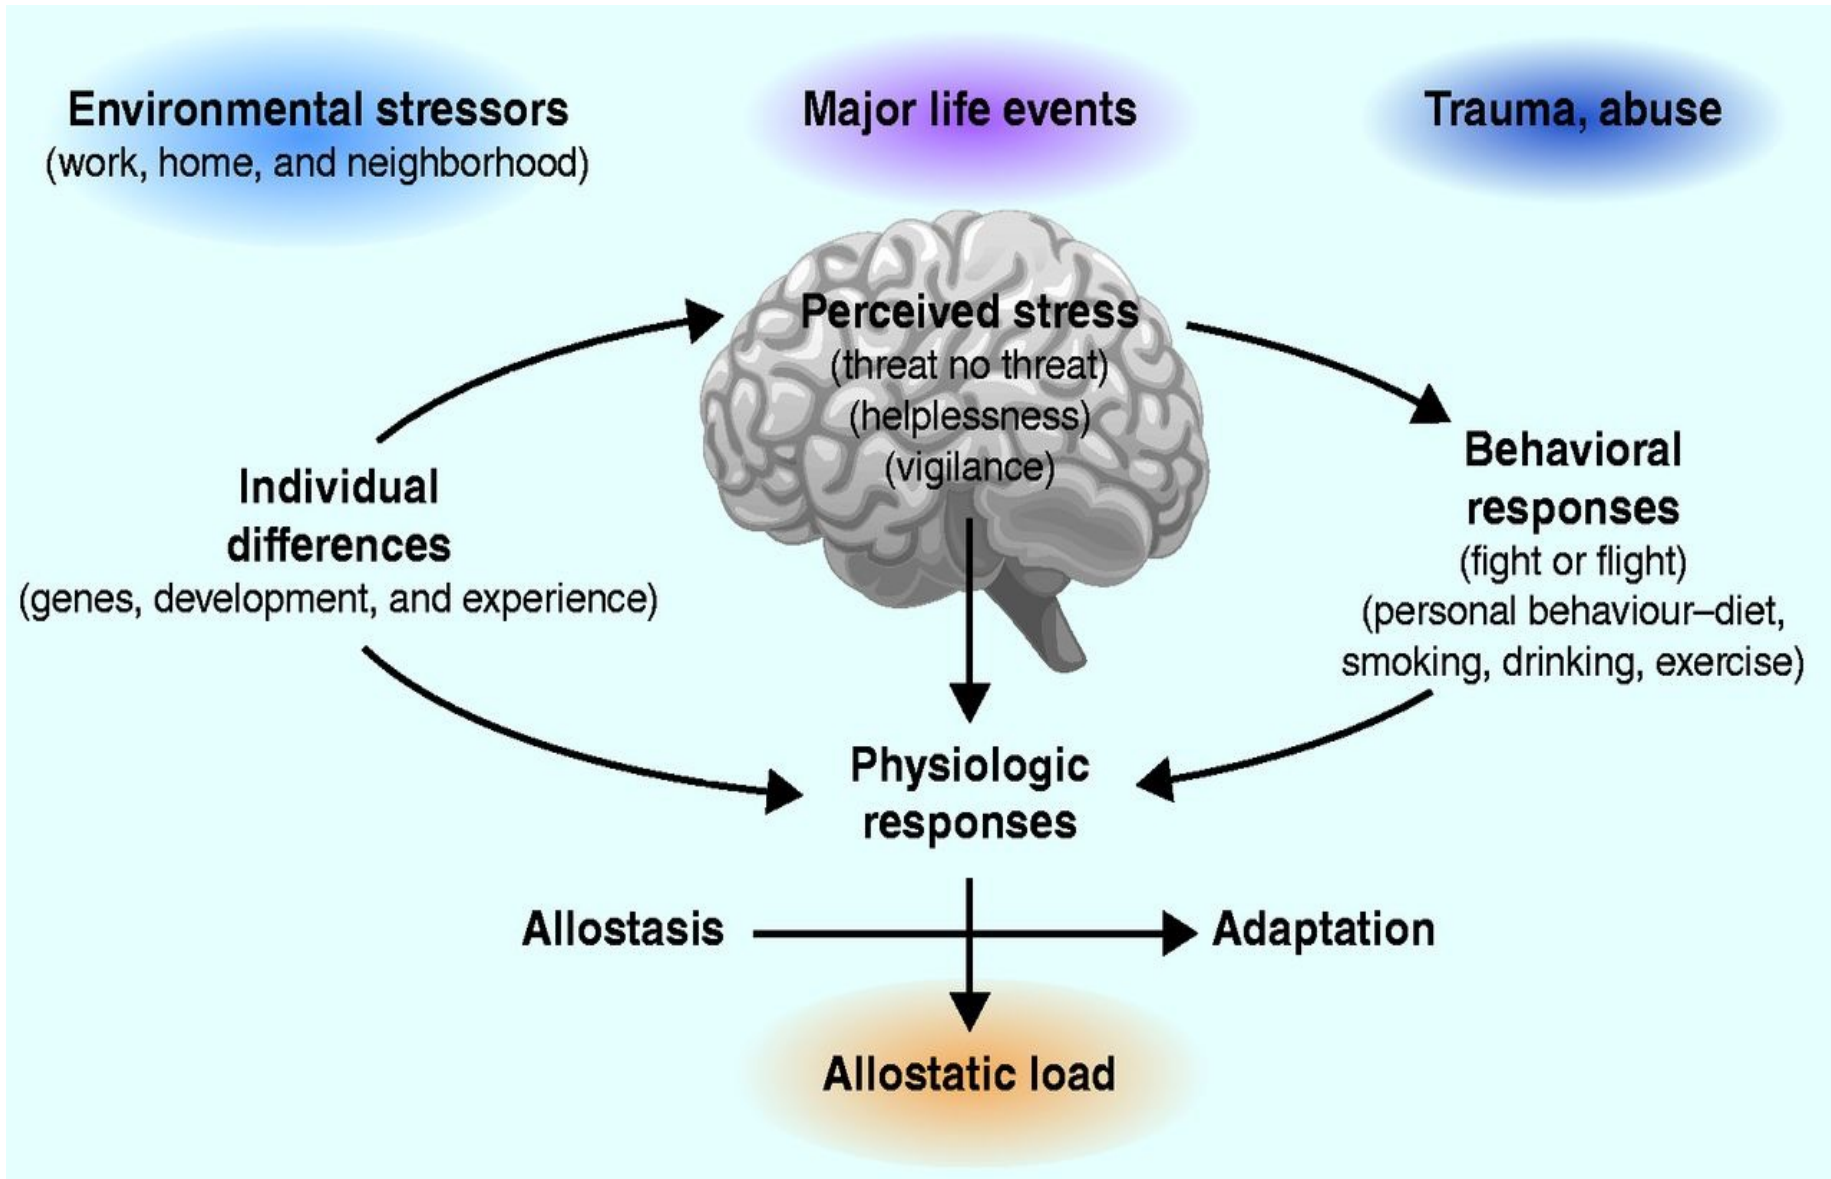 Environmental stressors
(work, home, and neighborhood)
Major life events
Trauma, abuse
Perceived stress
(threat no threat)
(helplessness)
(vigilance)
Individual
differences
(genes, development, and experience)
Behavioral
responses
(fight or flight)
(personal behaviour–diet,
smoking, drinking, exercise)
Physiologic
responses
Allostasis
Adaptation
Allostatic load